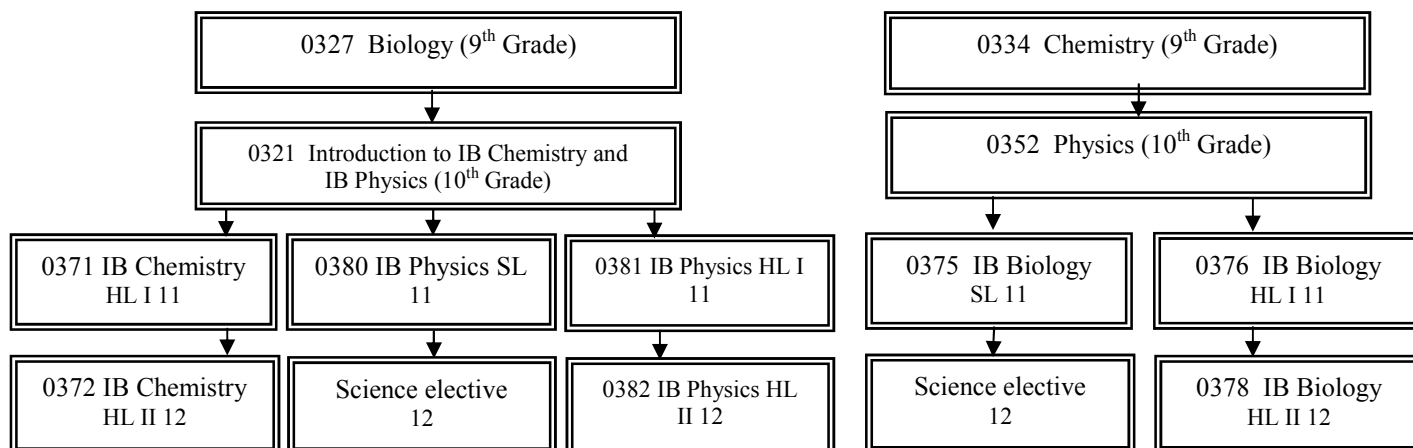 0327 Biology (9th Grade)
0334 Chemistry (9th Grade)
0321 Introduction to IB Chemistry and
IB Physics (10th Grade)
0352 Physics (10th Grade)
0371 IB Chemistry
HL I 11
0380 IB Physics SL
11
0381 IB Physics HL I
11
0375 IB Biology
SL 11
0376 IB Biology
HL I 11
0372 IB Chemistry
HL II 12
Science elective
12
0382 IB Physics HL
II 12
Science elective
12
0378 IB Biology
HL II 12